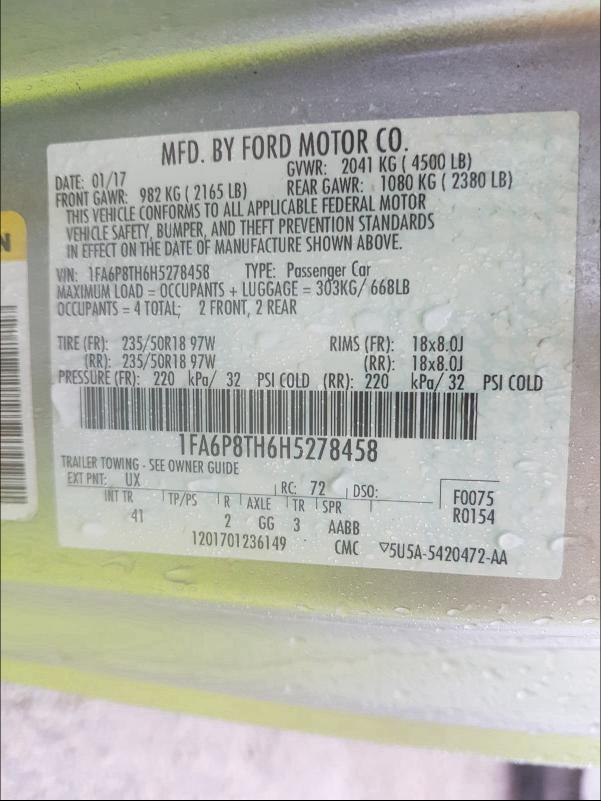 MFD. BY FORD MOTOR CO.
DATE: 01/17 GVWR: 2041 KG ( 4500 LB)
FRONT GAWR: 982 KG ( 2165 LB) REAR GAWR: 1080 KG ( 2380 LB)
THIS VEHICLE CONFORMS TO ALL APPLICABLE FEDERAL MOTOR
VEHICLE SAFETY, BUMPER, AND THEFT PREVENTION STANDARDS
IN EFFECT ON THE DATE OF MANUFACTURE SHOWN ABOVE.
VIN: 1FA6P8TH6H5278458 TYPE: Passenger Car
MAXIMUM LOAD = OCCUPANTS + LUGGAGE = 303KG/ 668LB
OCCUPANTS = 4 TOTAL; 2 FRONT, 2 REAR
TIRE (FR): 235/50R18 97W RIMS (FR): 18x8.0J
(RR): 235/50R18 97W (RR): 18x8.0J
PRESSURE (FR): 220 kPa/ 32 PSI COLD (RR): 220 kPa/ 32 PSI COLD
1FA6P8TH6H5278458
TRAILER TOWING - SEE OWNER GUIDE
EXT PNT: UX RC: 72 DSO: F0075
INT TR TP/PS R AXLE TR SPR R0154
41 2 GG 3 AABB
1201701236149 CMC ▽5U5A-5420472-AA
N